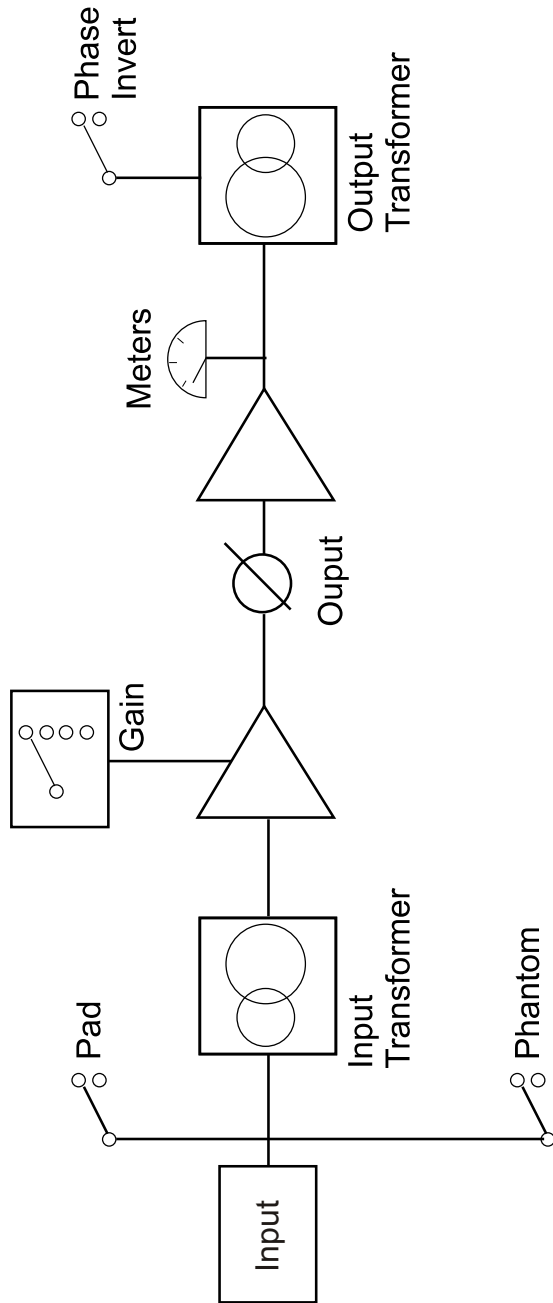 Input
Pad
Phantom
Input
Transformer
Gain
Ouput
Meters
Output
Transformer
Phase
Invert